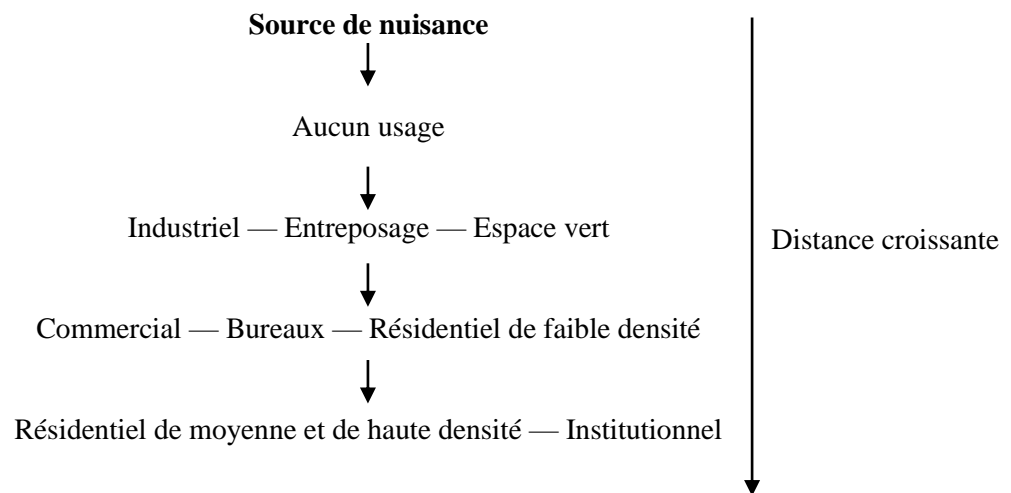 Source de nuisance
Aucun usage
Industriel — Entreposage — Espace vert
Distance croissante
Commercial — Bureaux — Résidentiel de faible densité
Résidentiel de moyenne et de haute densité — Institutionnel